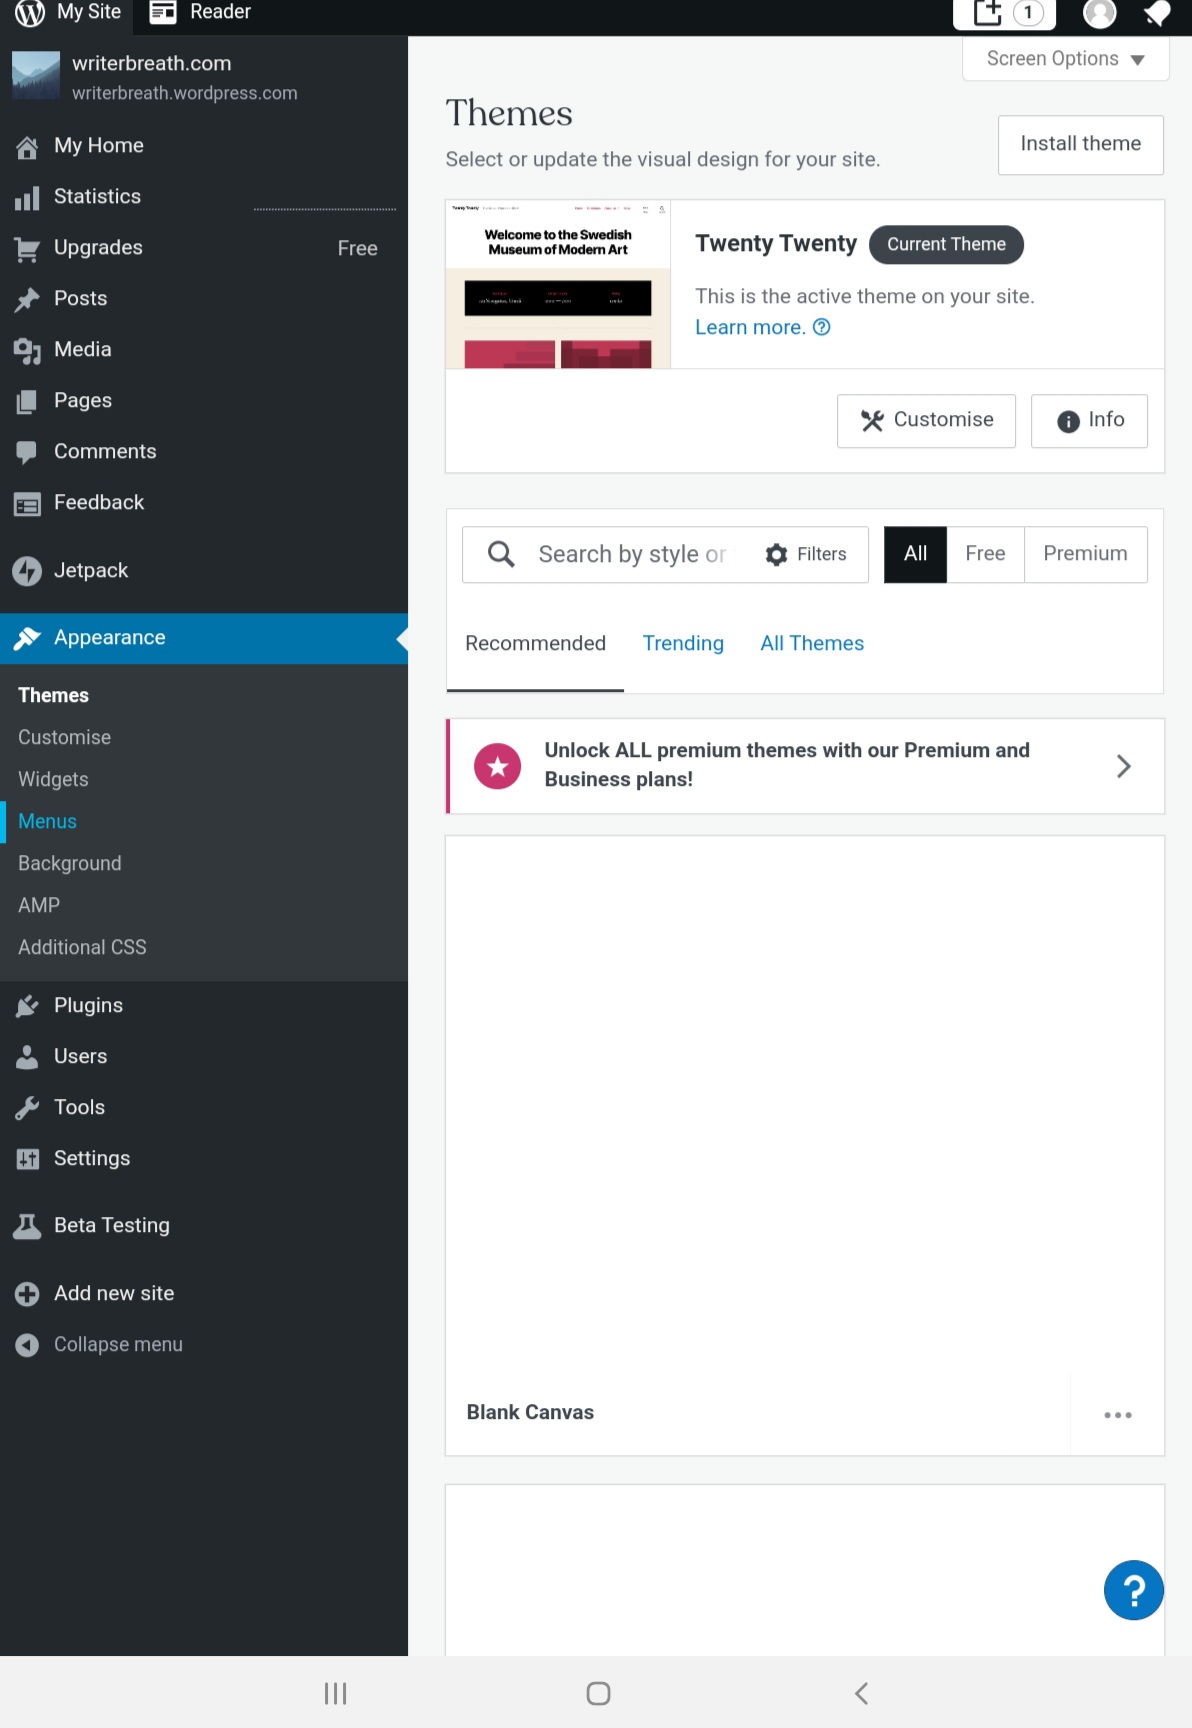 My Site
Reader
1
writerbreath.com
writerbreath.wordpress.com
My Home
Statistics
Upgrades
Free
Posts
Media
Pages
Comments
Feedback
Jetpack
Appearance
Themes
Customise
Widgets
Menus
Background
AMP
Additional CSS
Plugins
Users
Tools
Settings
Beta Testing
Add new site
Collapse menu
Screen Options
Themes
Select or update the visual design for your site.
Install theme
Twenty Twenty
Welcome to the Swedish
Museum of Modern Art
Twenty Twenty
Current Theme
This is the active theme on your site.
Learn more.
Customise
Info
Search by style or
Filters
All
Free
Premium
Recommended
Trending
All Themes
Unlock ALL premium themes with our Premium and
Business plans!
Blank Canvas